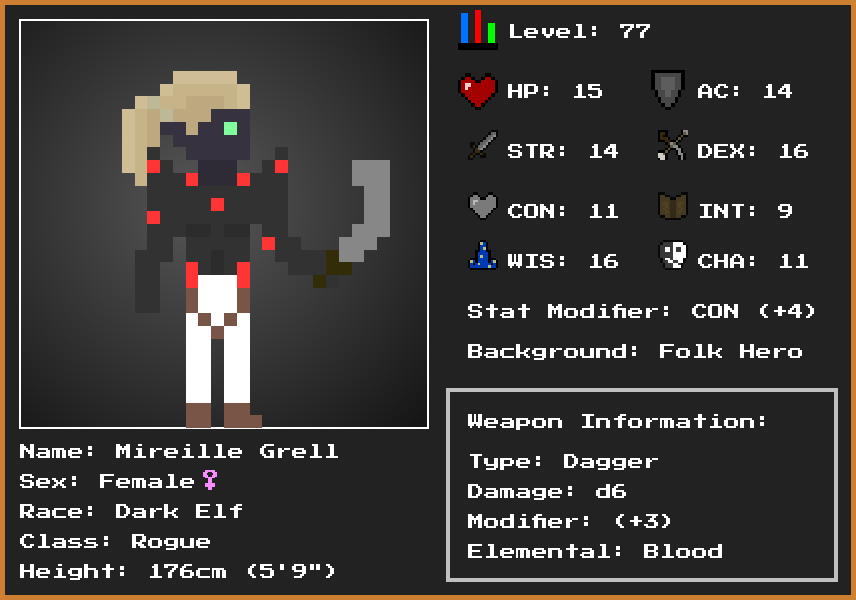 Level: 77
HP: 15
AC: 14
STR: 14
DEX: 16
CON: 11
INT: 9
WIS: 16
CHA: 11
Stat Modifier: CON (+4)
Background: Folk Hero
Weapon Information:
Type: Dagger
Damage: d6
Modifier: (+3)
Elemental: Blood
Name: Mireille Grell
Sex: Female♀
Race: Dark Elf
Class: Rogue
Height: 176cm (5'9")